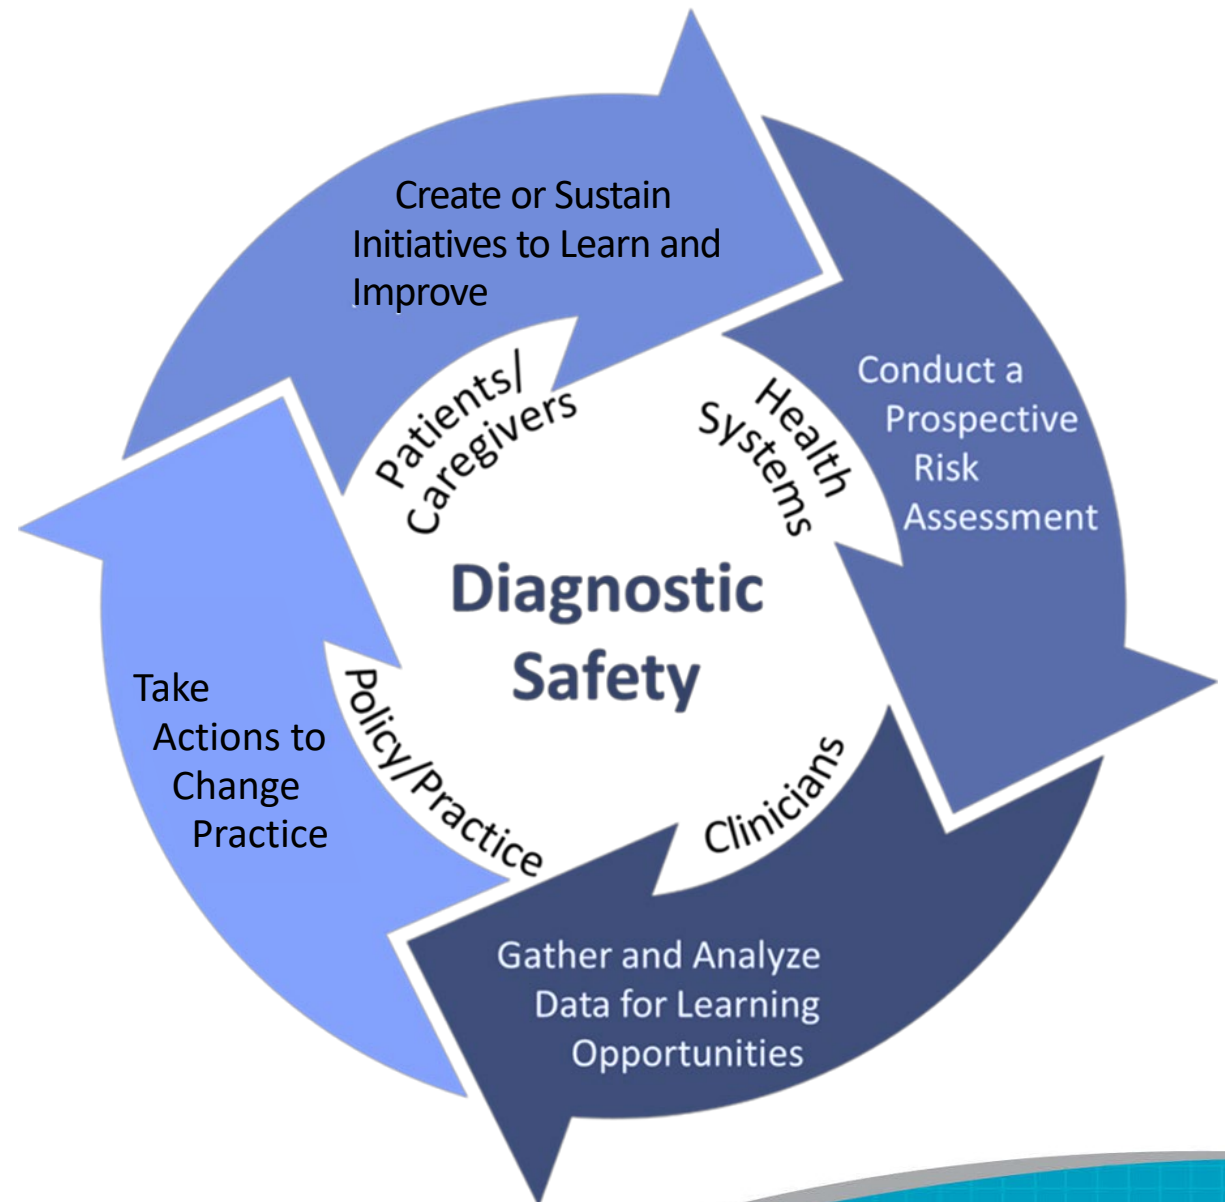 Create or Sustain
Initiatives to Learn and
Improve
Conduct a
Prospective
Risk
Assessment
Gather and Analyze
Data for Learning
Opportunities
Take
Actions to
Change
Practice
Patients/
Caregivers
Health
Systems
Clinicians
Policy/Practice
Diagnostic
Safety